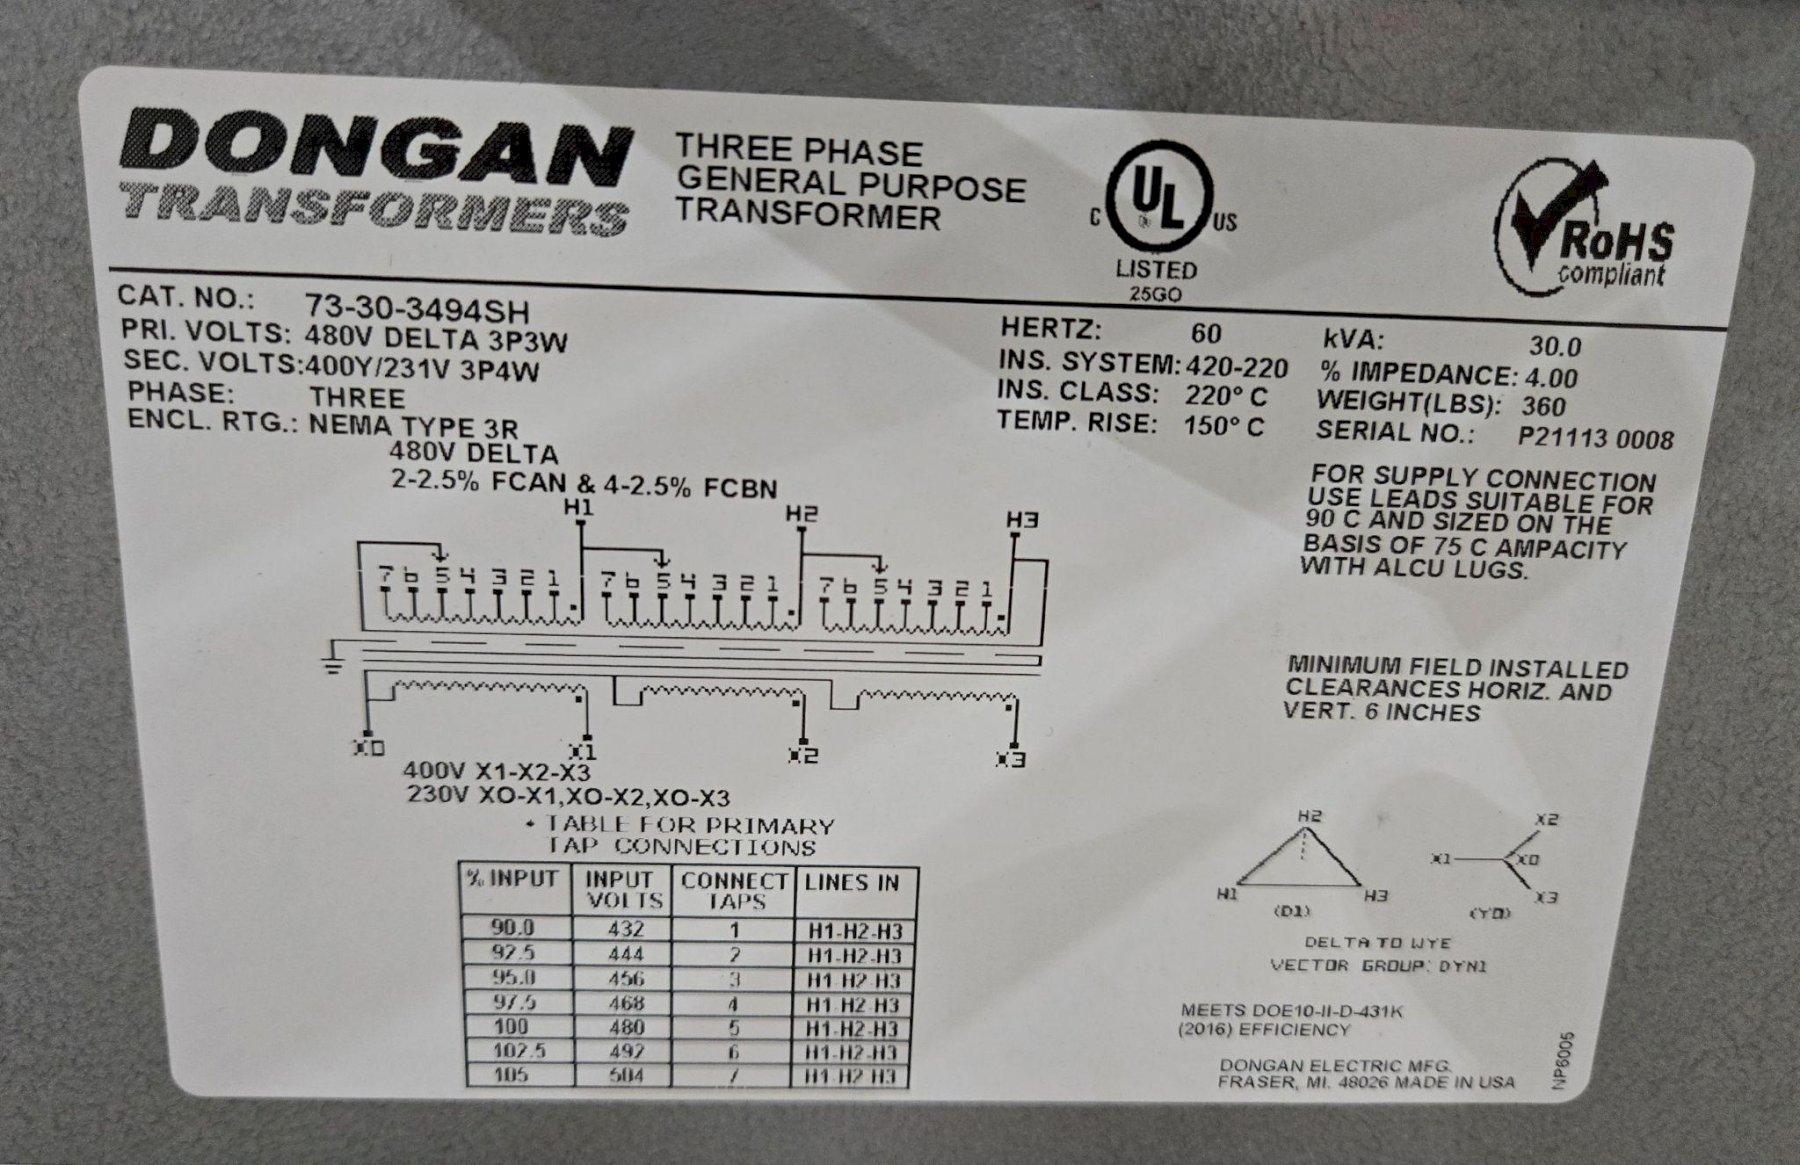 DONGAN
TRANSFORMERS
THREE PHASE
GENERAL PURPOSE
TRANSFORMER
C UL US
LISTED
25GO
RoHS
compliant
CAT. NO.: 73-30-3494SH
PRI. VOLTS: 480V DELTA 3P3W
SEC. VOLTS: 400Y/231V 3P4W
PHASE: THREE
ENCL. RTG.: NEMA TYPE 3R
HERTZ: 60
INS. SYSTEM: 420-220
INS. CLASS: 220° C
TEMP. RISE: 150° C
kVA: 30.0
% IMPEDANCE: 4.00
WEIGHT(LBS): 360
SERIAL NO.: P21113 0008
480V DELTA
2-2.5% FCAN & 4-2.5% FCBN
H1 H2 H3
7 6 5 4 3 2 1 7 6 5 4 3 2 1 7 6 5 4 3 2 1
X0 X1 X2 X3
400V X1-X2-X3
230V XO-X1,XO-X2,XO-X3
FOR SUPPLY CONNECTION
USE LEADS SUITABLE FOR
90 C AND SIZED ON THE
BASIS OF 75 C AMPACITY
WITH ALCU LUGS.
MINIMUM FIELD INSTALLED
CLEARANCES HORIZ. AND
VERT. 6 INCHES
* TABLE FOR PRIMARY
TAP CONNECTIONS
% INPUT INPUT VOLTS CONNECT TAPS LINES IN
90.0 432 1 H1-H2-H3
92.5 444 2 H1-H2-H3
95.0 456 3 H1-H2-H3
97.5 468 4 H1-H2-H3
100 480 5 H1-H2-H3
102.5 492 6 H1-H2-H3
105 504 7 H1-H2-H3
H2
H1 H3
(D1)
X2
X1 X0
X3
(Y0)
DELTA TO WYE
VECTOR GROUP: DYN1
MEETS DOE10-II-D-431K
(2016) EFFICIENCY
DONGAN ELECTRIC MFG.
FRASER, MI. 48026 MADE IN USA
NP6005